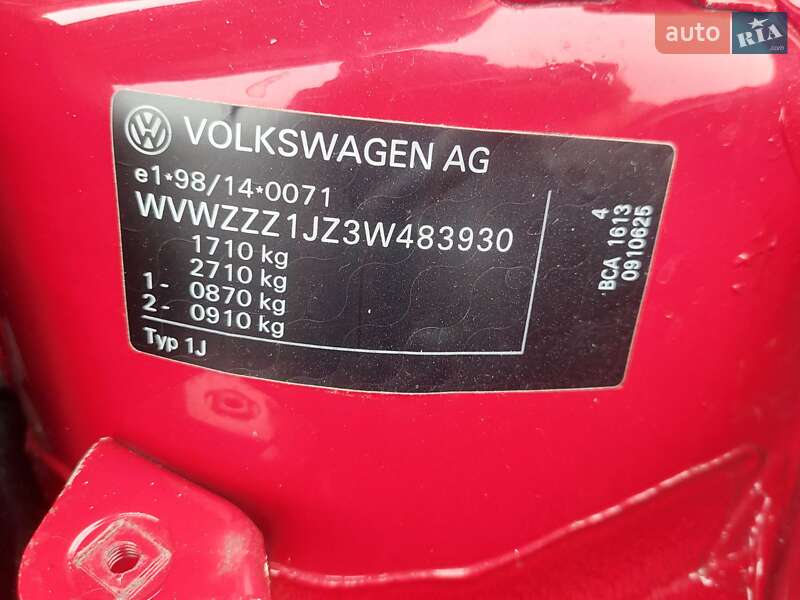 auto RIA.com
VOLKSWAGEN AG
e1*98/14*0071
WVWZZZ1JZ3W483930
1710 kg
2710 kg
1- 0870 kg
2- 0910 kg
Typ 1J
4
BCA 1613
0910625